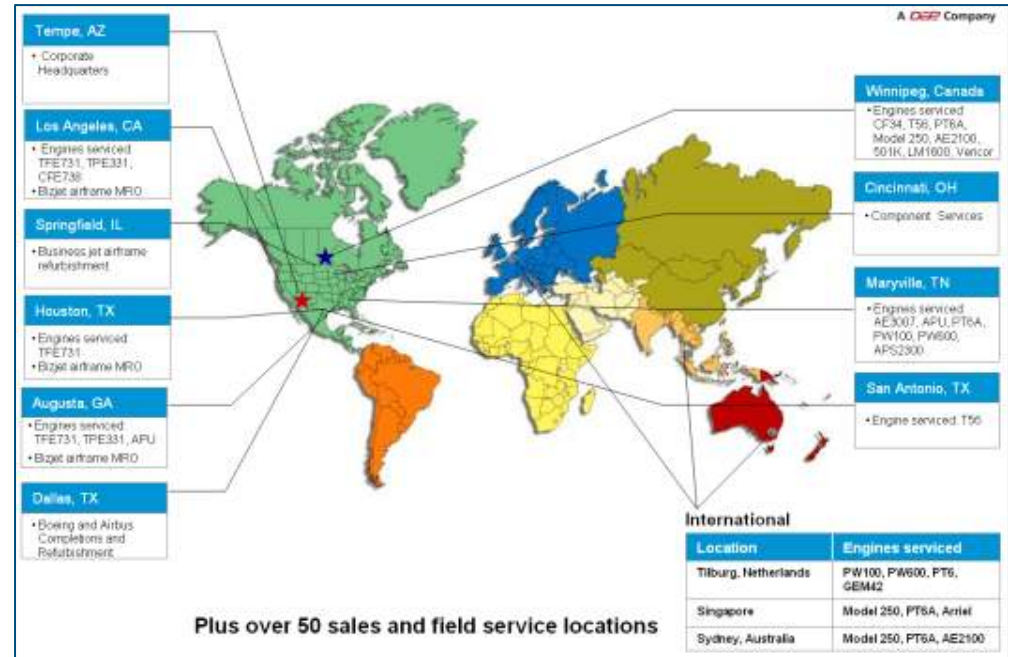 A DAE Company
Tempe, AZ
• Corporate
Headquarters
Los Angeles, CA
• Engines serviced
TFE731, TPE331,
CFE738
• Bizjet airframe MRO
Springfield, IL
• Business jet airframe
refurbishment
Houston, TX
• Engines serviced
TFE731
• Bizjet airframe MRO
Augusta, GA
• Engines serviced
TFE731, TPE331, APU
• Bizjet airframe MRO
Dallas, TX
• Boeing and Airbus
Completions and
Refurbishment
Winnipeg, Canada
• Engines serviced
CF34, T56, PT6A,
Model 250, AE2100,
501K, LM1600, Vericor
Cincinnati, OH
• Component Services
Maryville, TN
• Engines serviced
AE3007, APU, PT6A,
PW100, PW600,
APS2300
San Antonio, TX
• Engine serviced T56
International
Location Engines serviced
Tilburg, Netherlands PW100, PW600, PT6,
GEM42
Singapore Model 250, PT6A, Arriel
Sydney, Australia Model 250, PT6A, AE2100
Plus over 50 sales and field service locations